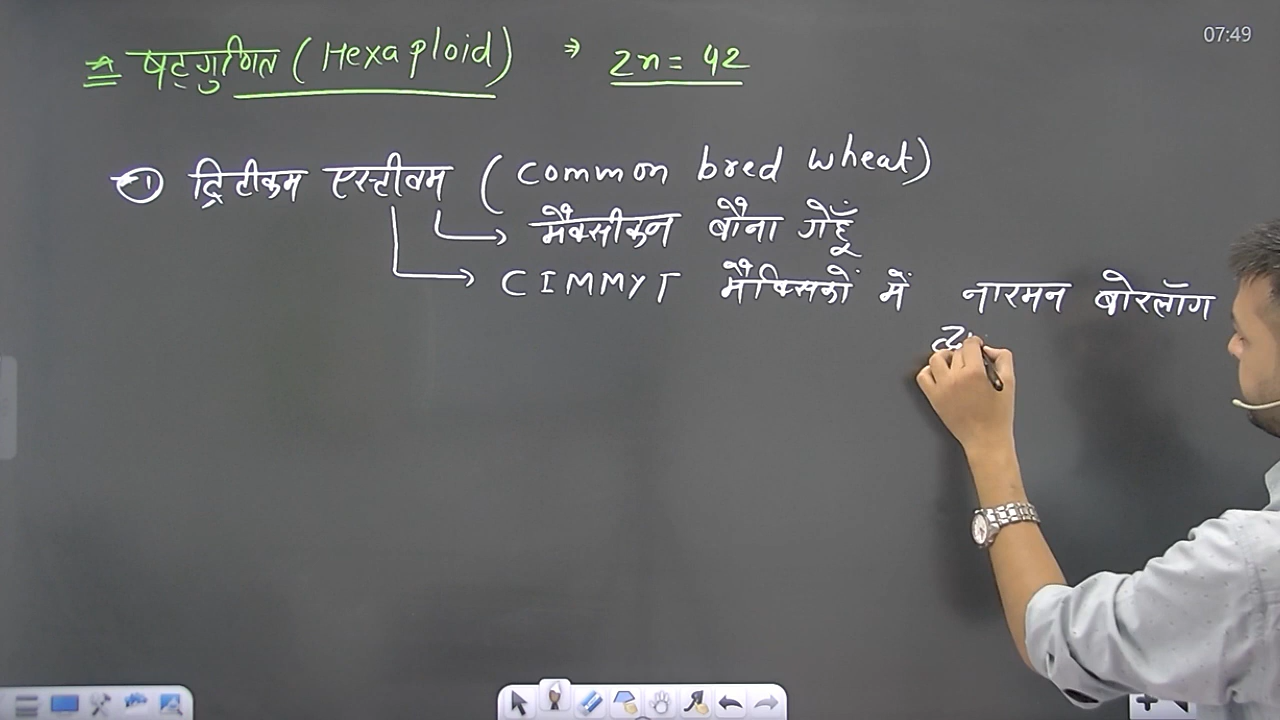 07:49
* षट्गुणित (Hexaploid) ⇒ 2n = 42
① ट्रिटीकम एस्टीवम (Common bred wheat)
↳ मैक्सीकन बौना गेहूँ
↳ CIMMYT मैक्सिकों में नारमन बोरलॉग